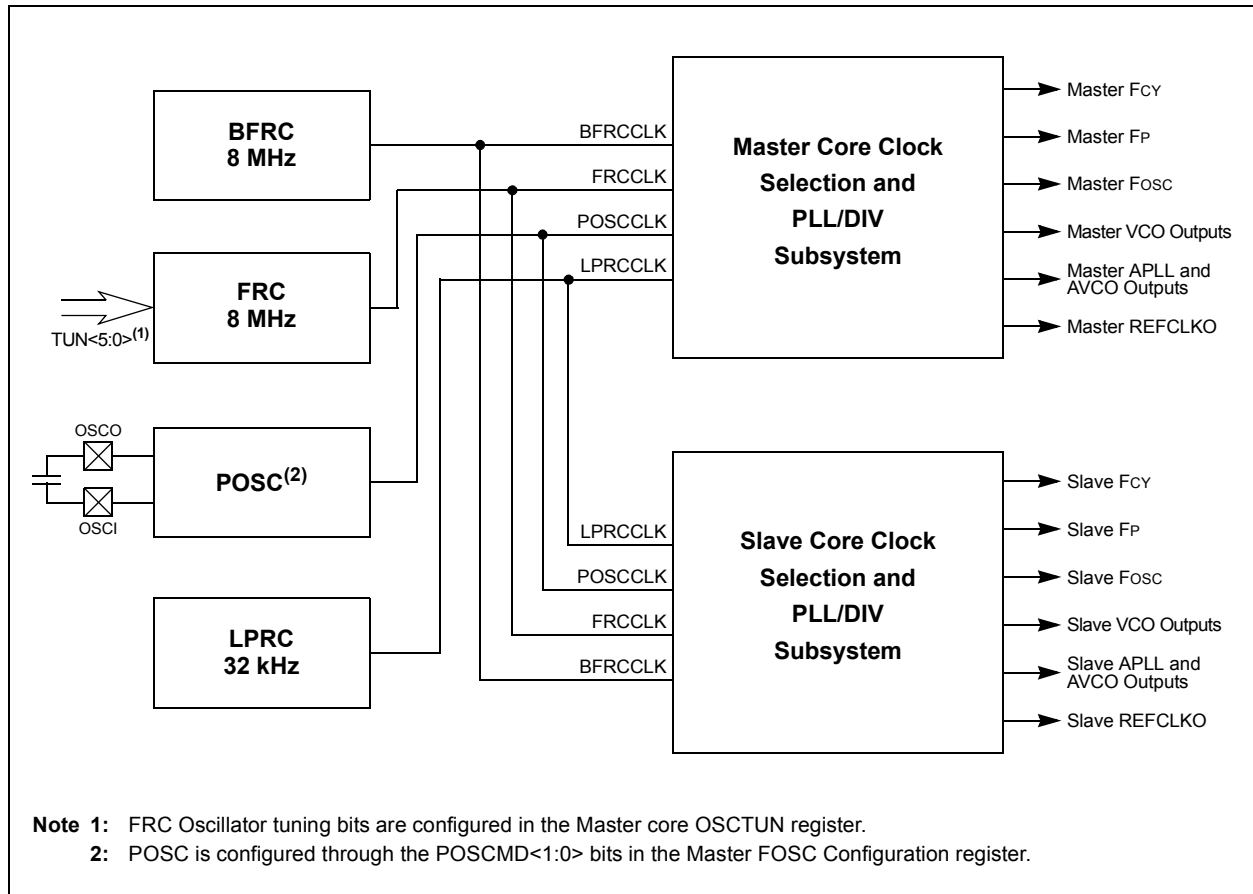 BFRC
8 MHz
TUN<5:0>(1)
FRC
8 MHz
OSCO
OSCI
POSC(2)
LPRC
32 kHz
BFRCCLK
FRCCLK
POSCCLK
LPRCCLK
Master Core Clock
Selection and
PLL/DIV
Subsystem
Master FCY
Master FP
Master FOSC
Master VCO Outputs
Master APLL and
AVCO Outputs
Master REFCLKO
LPRCCLK
POSCCLK
FRCCLK
BFRCCLK
Slave Core Clock
Selection and
PLL/DIV
Subsystem
Slave FCY
Slave FP
Slave FOSC
Slave VCO Outputs
Slave APLL and
AVCO Outputs
Slave REFCLKO
Note 1: FRC Oscillator tuning bits are configured in the Master core OSCTUN register.
2: POSC is configured through the POSCMD<1:0> bits in the Master FOSC Configuration register.